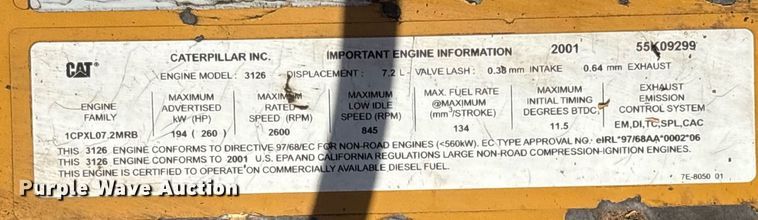 CAT CATERPILLAR INC. IMPORTANT ENGINE INFORMATION 2001 55K09299
ENGINE MODEL: 3126 DISPLACEMENT: 7.2 L- VALVE LASH: 0.38 mm INTAKE 0.64 mm EXHAUST
ENGINE FAMILY MAXIMUM ADVERTISED kW (HP) MAXIMUM RATED SPEED (RPM) MAXIMUM LOW IDLE SPEED (RPM) MAX. FUEL RATE @MAXIMUM (mm³/STROKE) MAXIMUM INITIAL TIMING DEGREES BTDC EXHAUST EMISSION CONTROL SYSTEM
1CPXL07.2MRB 194 ( 260 ) 2600 845 134 11.5 EM,DI,TC,SPL,CAC
THIS 3126 ENGINE CONFORMS TO DIRECTIVE 97/68/EC FOR NON-ROAD ENGINES (<560kW). EC TYPE APPROVAL NO.: eIRL*97/68AA*0002*06
THIS 3126 ENGINE CONFORMS TO 2001 U.S. EPA AND CALIFORNIA REGULATIONS LARGE NON-ROAD COMPRESSION-IGNITION ENGINES.
THIS ENGINE IS CERTIFIED TO OPERATE ON COMMERCIALLY AVAILABLE DIESEL FUEL.
7E-8050 01
Purple Wave Auction